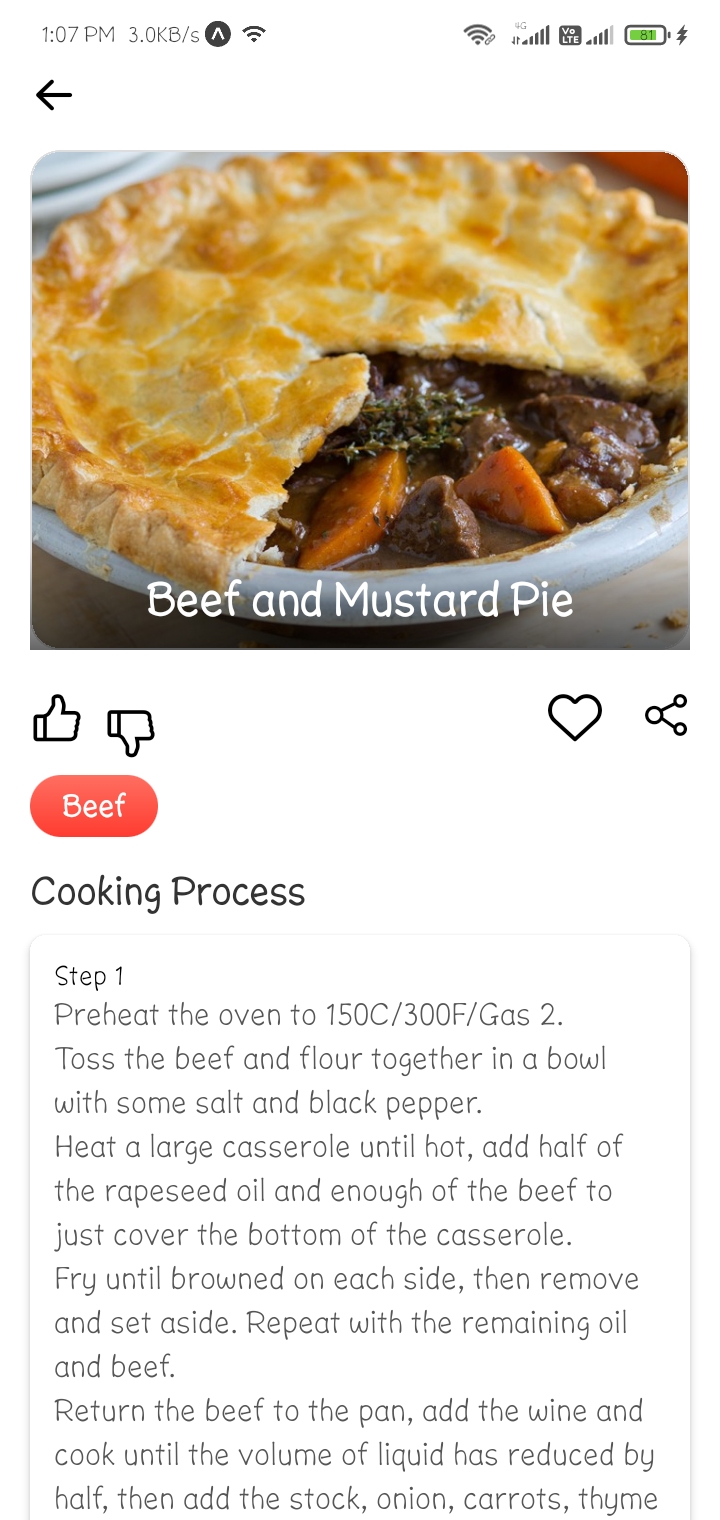 1:07 PM 3.0KB/s
4G
Vo
LTE
81
Beef and Mustard Pie
Beef
Cooking Process
Step 1
Preheat the oven to 150C/300F/Gas 2.
Toss the beef and flour together in a bowl
with some salt and black pepper.
Heat a large casserole until hot, add half of
the rapeseed oil and enough of the beef to
just cover the bottom of the casserole.
Fry until browned on each side, then remove
and set aside. Repeat with the remaining oil
and beef.
Return the beef to the pan, add the wine and
cook until the volume of liquid has reduced by
half, then add the stock, onion, carrots, thyme